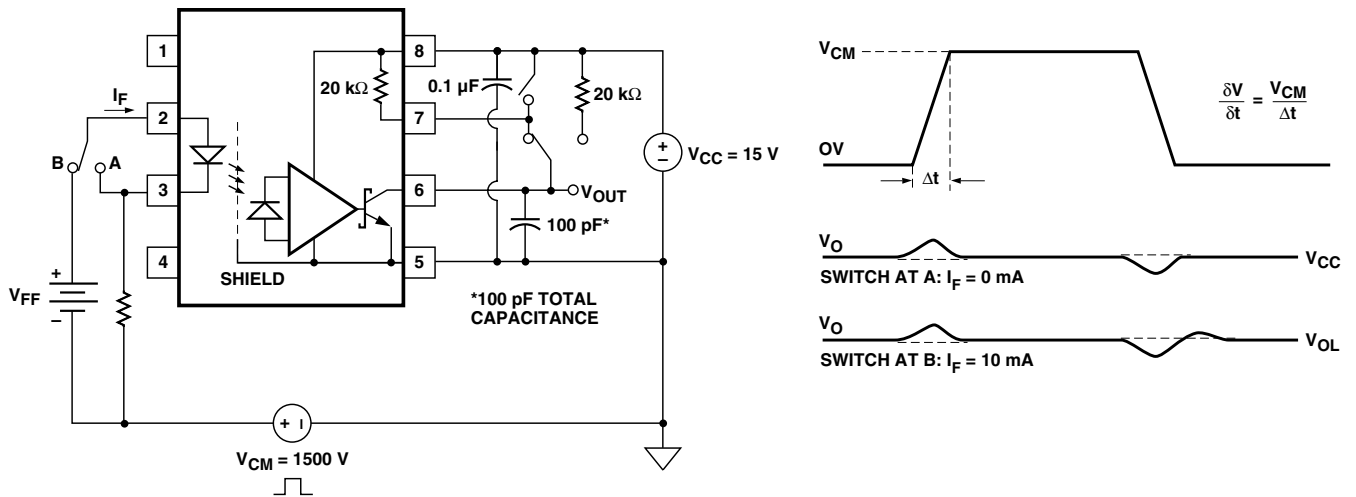 1
2
3
4
8
7
6
5
I_F
B
A
V_FF
+
−
SHIELD
20 kΩ
0.1 µF
20 kΩ
V_OUT
100 pF*
+
−
V_CC = 15 V
*100 pF TOTAL
CAPACITANCE
+
I
V_CM = 1500 V
V_CM
OV
Δt
δV/δt = V_CM/Δt
V_O
V_CC
SWITCH AT A: I_F = 0 mA
V_O
V_OL
SWITCH AT B: I_F = 10 mA